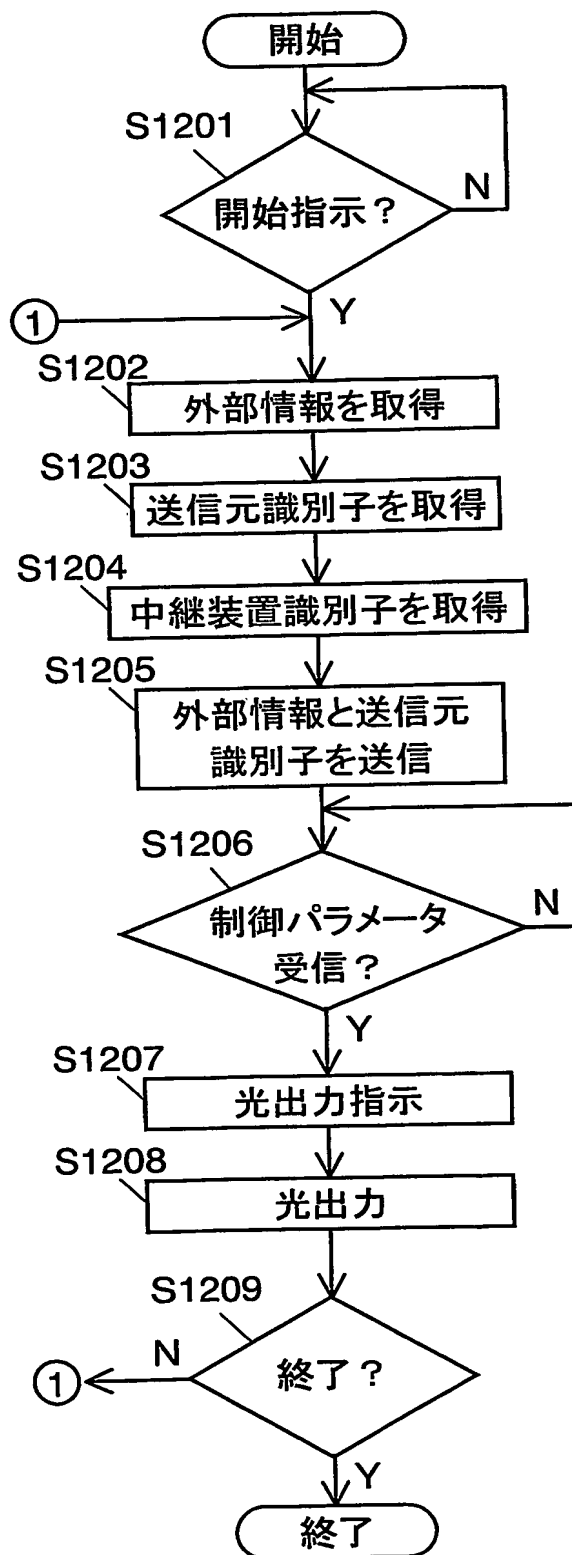 開始
S1201
開始指示？
N
Y
①
S1202
外部情報を取得
S1203
送信元識別子を取得
S1204
中継装置識別子を取得
S1205
外部情報と送信元
識別子を送信
S1206
制御パラメータ
受信？
N
Y
S1207
光出力指示
S1208
光出力
S1209
終了？
N
①
Y
終了